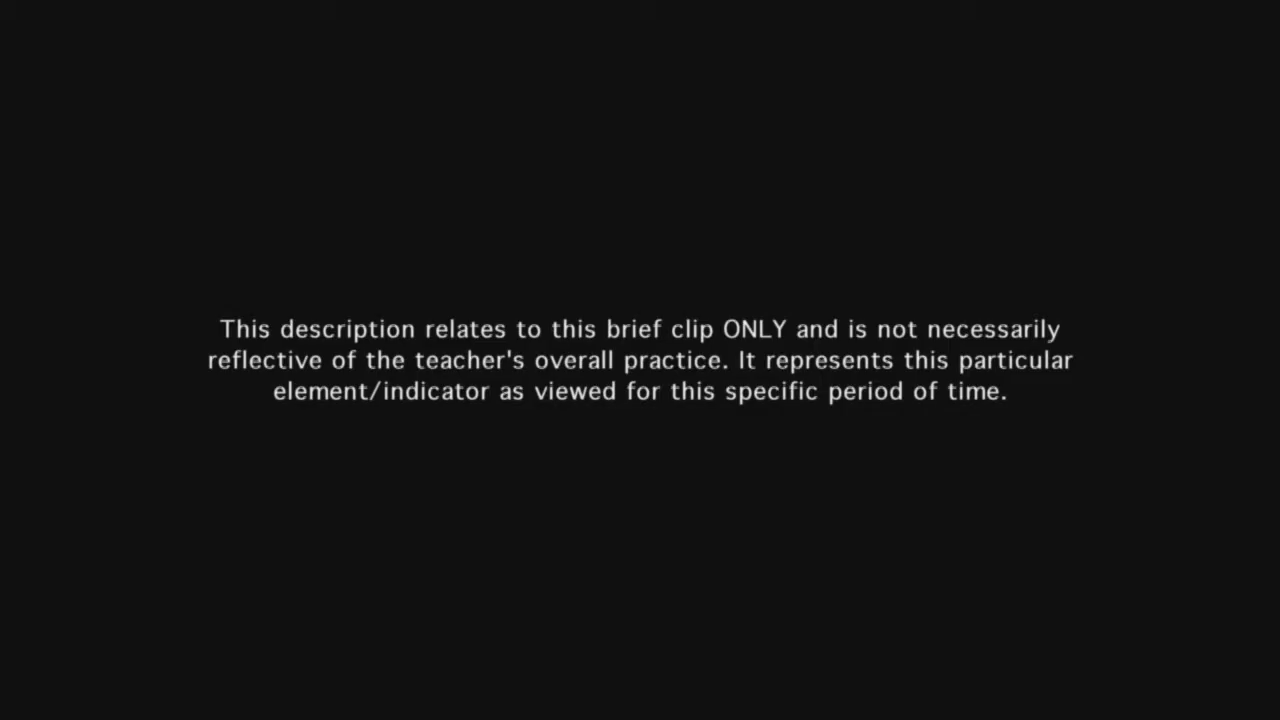 This description relates to this brief clip ONLY and is not necessarily
reflective of the teacher's overall practice. It represents this particular
element/indicator as viewed for this specific period of time.